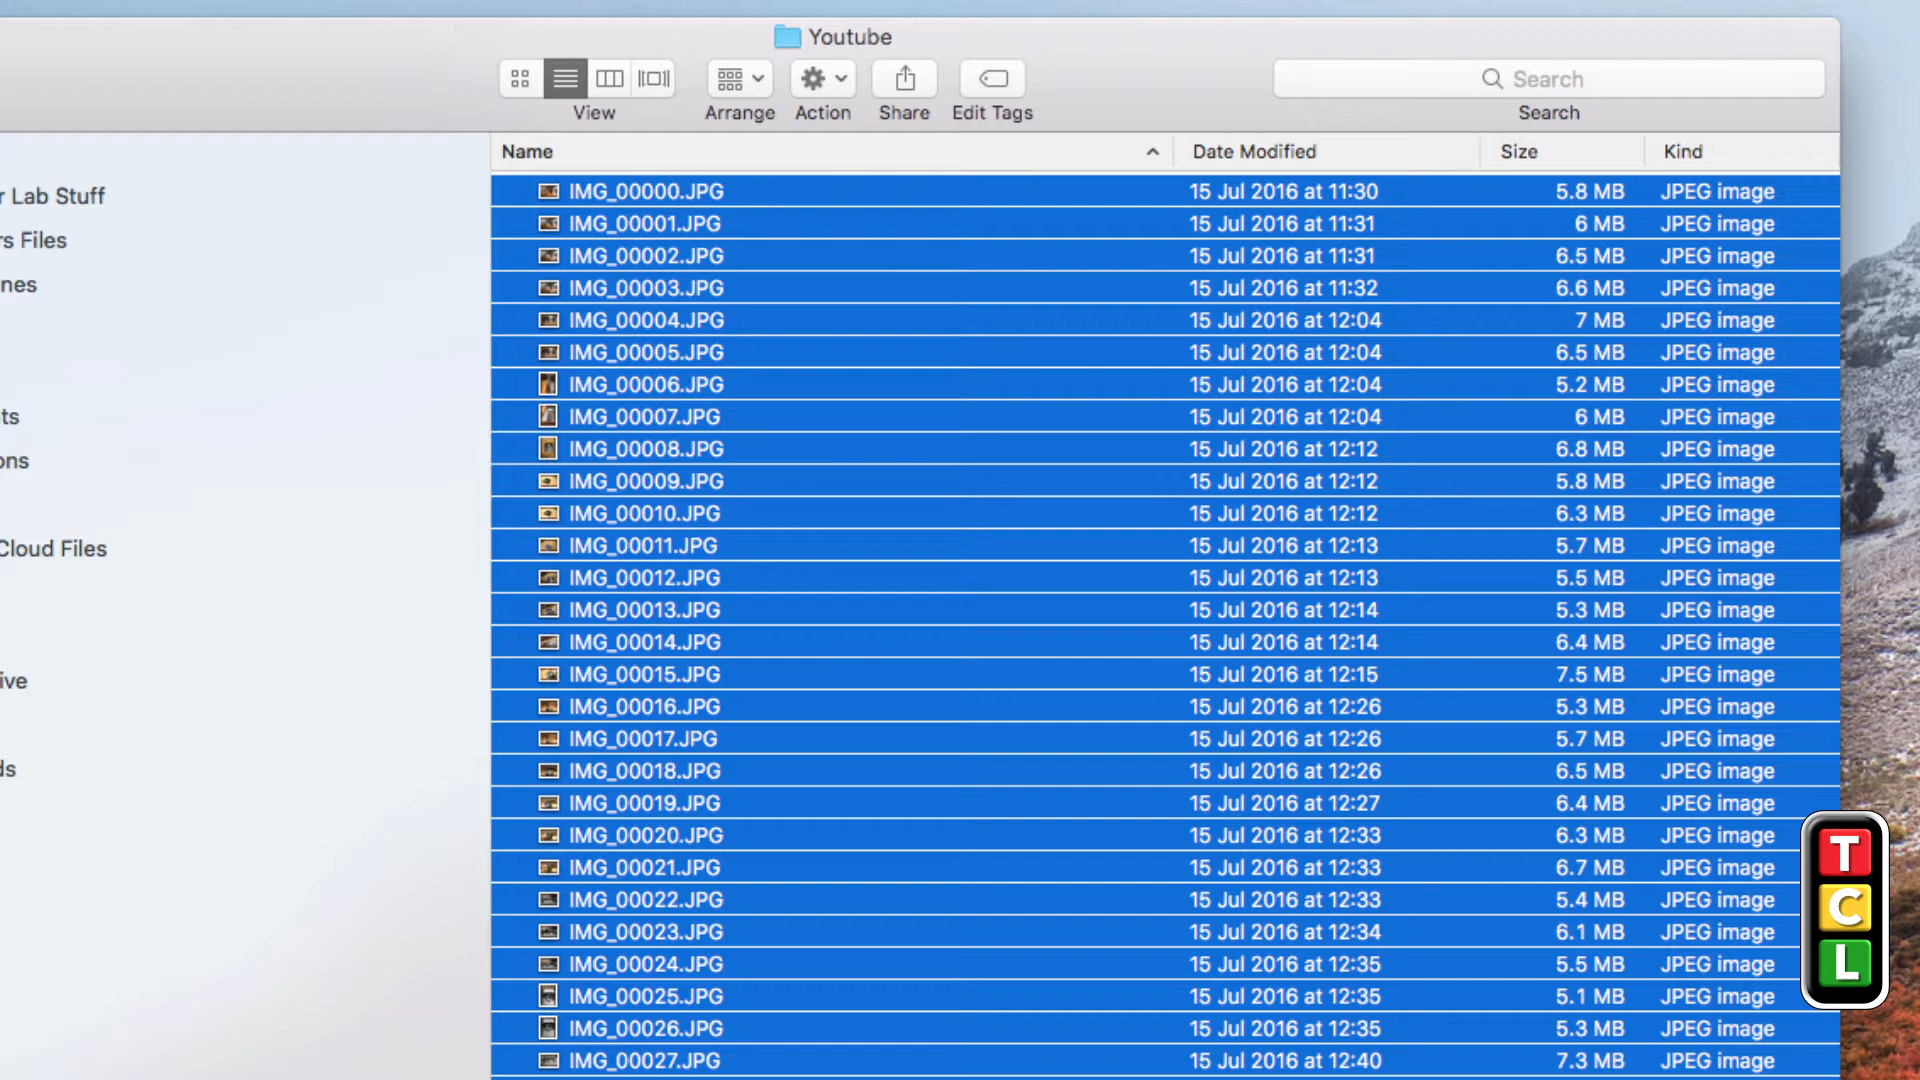 Youtube
Search
View
Arrange
Action
Share
Edit Tags
Search
Name
Date Modified
Size
Kind
r Lab Stuff
rs Files
nes
ts
ons
Cloud Files
ive
ds
IMG_00000.JPG 15 Jul 2016 at 11:30 5.8 MB JPEG image
IMG_00001.JPG 15 Jul 2016 at 11:31 6 MB JPEG image
IMG_00002.JPG 15 Jul 2016 at 11:31 6.5 MB JPEG image
IMG_00003.JPG 15 Jul 2016 at 11:32 6.6 MB JPEG image
IMG_00004.JPG 15 Jul 2016 at 12:04 7 MB JPEG image
IMG_00005.JPG 15 Jul 2016 at 12:04 6.5 MB JPEG image
IMG_00006.JPG 15 Jul 2016 at 12:04 5.2 MB JPEG image
IMG_00007.JPG 15 Jul 2016 at 12:04 6 MB JPEG image
IMG_00008.JPG 15 Jul 2016 at 12:12 6.8 MB JPEG image
IMG_00009.JPG 15 Jul 2016 at 12:12 5.8 MB JPEG image
IMG_00010.JPG 15 Jul 2016 at 12:12 6.3 MB JPEG image
IMG_00011.JPG 15 Jul 2016 at 12:13 5.7 MB JPEG image
IMG_00012.JPG 15 Jul 2016 at 12:13 5.5 MB JPEG image
IMG_00013.JPG 15 Jul 2016 at 12:14 5.3 MB JPEG image
IMG_00014.JPG 15 Jul 2016 at 12:14 6.4 MB JPEG image
IMG_00015.JPG 15 Jul 2016 at 12:15 7.5 MB JPEG image
IMG_00016.JPG 15 Jul 2016 at 12:26 5.3 MB JPEG image
IMG_00017.JPG 15 Jul 2016 at 12:26 5.7 MB JPEG image
IMG_00018.JPG 15 Jul 2016 at 12:26 6.5 MB JPEG image
IMG_00019.JPG 15 Jul 2016 at 12:27 6.4 MB JPEG image
IMG_00020.JPG 15 Jul 2016 at 12:33 6.3 MB JPEG image
IMG_00021.JPG 15 Jul 2016 at 12:33 6.7 MB JPEG image
IMG_00022.JPG 15 Jul 2016 at 12:33 5.4 MB JPEG image
IMG_00023.JPG 15 Jul 2016 at 12:34 6.1 MB JPEG image
IMG_00024.JPG 15 Jul 2016 at 12:35 5.5 MB JPEG image
IMG_00025.JPG 15 Jul 2016 at 12:35 5.1 MB JPEG image
IMG_00026.JPG 15 Jul 2016 at 12:35 5.3 MB JPEG image
IMG_00027.JPG 15 Jul 2016 at 12:40 7.3 MB JPEG image
T
C
L